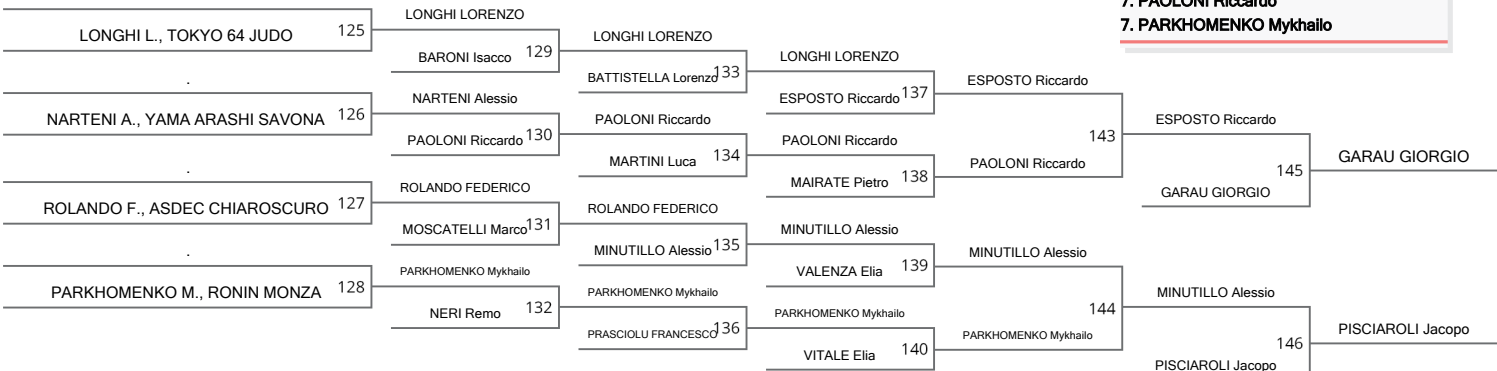 7. PAOLONI Riccardo
7. PARKHOMENKO Mykhailo
LONGHI L., TOKYO 64 JUDO 125
.
NARTENI A., YAMA ARASHI SAVONA 126
.
ROLANDO F., ASDEC CHIAROSCURO 127
.
PARKHOMENKO M., RONIN MONZA 128
LONGHI LORENZO
BARONI Isacco 129
NARTENI Alessio
PAOLONI Riccardo 130
ROLANDO FEDERICO
MOSCATELLI Marco 131
PARKHOMENKO Mykhailo
NERI Remo 132
LONGHI LORENZO
BATTISTELLA Lorenzo 133
PAOLONI Riccardo
MARTINI Luca 134
ROLANDO FEDERICO
MINUTILLO Alessio 135
PARKHOMENKO Mykhailo
PRASCIOLU FRANCESCO 136
LONGHI LORENZO
ESPOSTO Riccardo 137
PAOLONI Riccardo
MAIRATE Pietro 138
MINUTILLO Alessio
VALENZA Elia 139
PARKHOMENKO Mykhailo
VITALE Elia 140
ESPOSTO Riccardo
143
PAOLONI Riccardo
MINUTILLO Alessio
144
PARKHOMENKO Mykhailo
ESPOSTO Riccardo
145
GARAU GIORGIO
MINUTILLO Alessio
146
PISCIAROLI Jacopo
GARAU GIORGIO
PISCIAROLI Jacopo